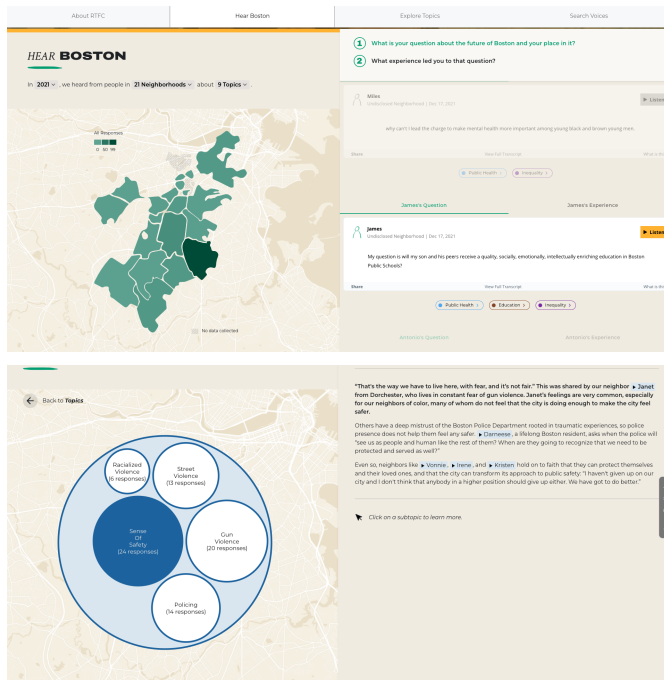 About RTFC
Hear Boston
Explore Topics
Search Voices
HEAR BOSTON
In 2021, we heard from people in 21 Neighborhoods about 9 Topics
All Responses
0 50 99
No data collected
1 What is your question about the future of Boston and your place in it?
2 What experience led you to that question?
Miles
Undisclosed Neighborhood | Dec 17, 2021
Listen
why can't I lead the charge to make mental health more important among young black and brown young men
Share
View Full Transcript
What is this
Public Health
Inequality
James's Question
James's Experience
James
Undisclosed Neighborhood | Dec 17, 2021
Listen
My question is will my son and his peers receive a quality, socially, emotionally, intellectually enriching education in Boston
Public Schools?
Share
View Full Transcript
What is this
Public Health
Education
Inequality
Antonia's Experience
Back to Topics
Racialized
Violence
(6 responses)
Street
Violence
(13 responses)
Sense
Of
Safety
(24 responses)
Gun
Violence
(20 responses)
Policing
(14 responses)
"That's the way we have to live here, with fear, and it's not fair." This was shared by our neighbor Janet
from Dorchester, who lives in constant fear of gun violence. Janet's feelings are very common, especially
for our neighbors of color, many of whom do not feel that the city is doing enough to make the city feel
safer.
Others have a deep mistrust of the Boston Police Department rooted in traumatic experiences, so police
presence does not help them feel any safer. Dameese, a lifelong Boston resident, asks when the police will
"see us as people and human like the rest of them? When are they going to recognize that we need to be
protected and served as well?"
Even so, neighbors like Vonnie, Irene, and Kristen hold on to faith that they can protect themselves
and their loved ones, and that the city can transform its approach to public safety: "I haven't given up on our
city and I don't think that anybody in a higher position should give up either. We have got to do better."
Click on a subtopic to learn more.